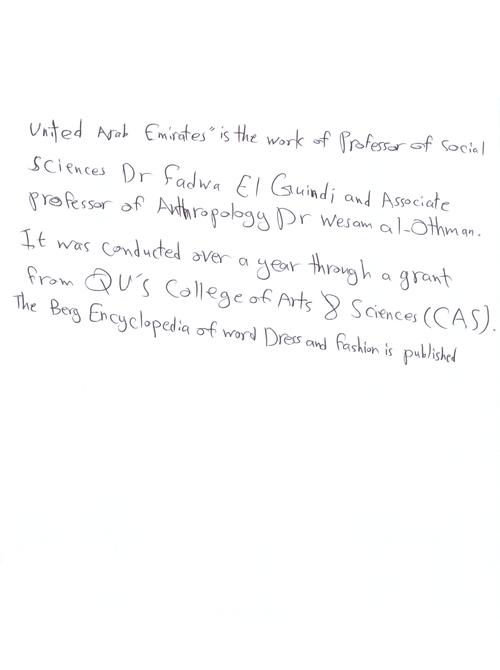 United Arab Emirates" is the work of Professor of Social
Sciences Dr Fadwa El Guindi and Associate
professor of Anthropology Dr Wesam al-Othman.
It was conducted over a year through a grant
from QU's College of Arts & Sciences (CAS).
The Berg Encyclopedia of word Dress and Fashion is published